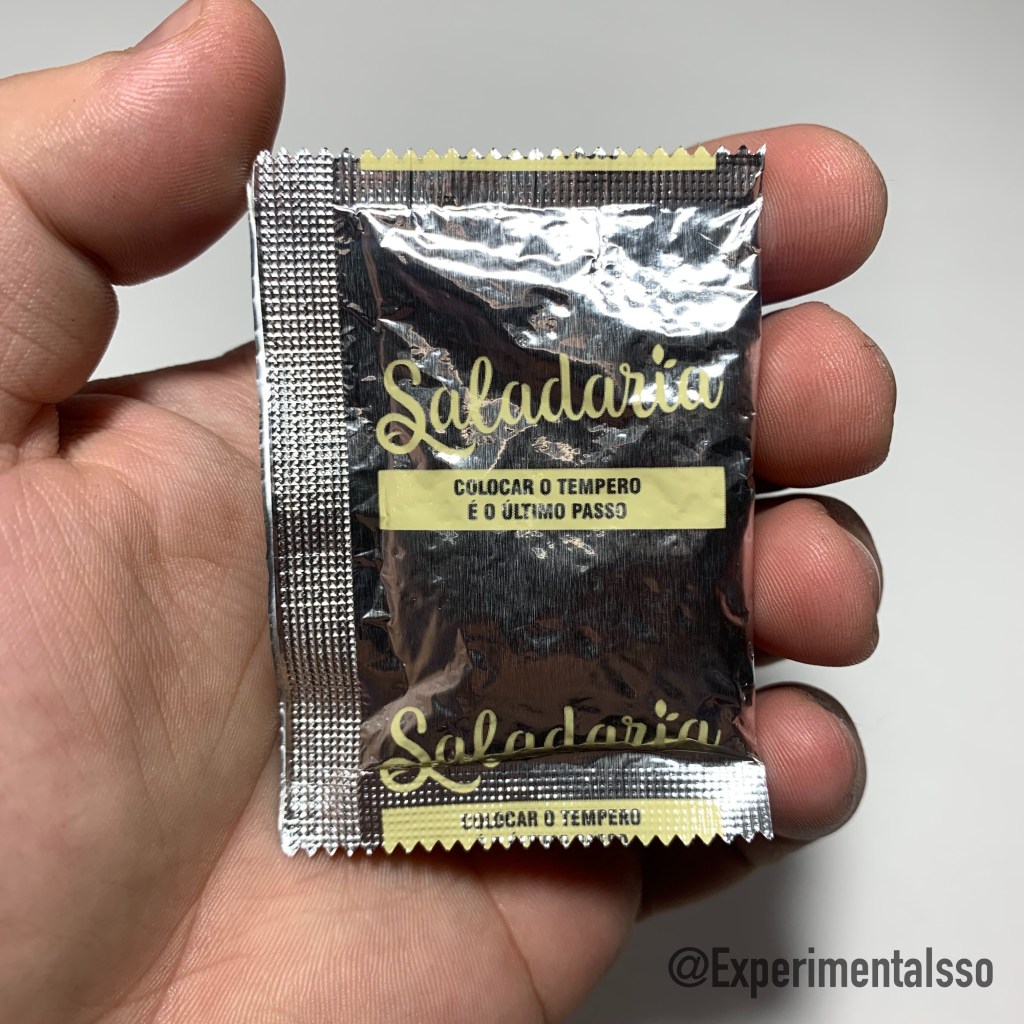 Saladaria
COLOCAR O TEMPERO
É O ÚLTIMO PASSO
Saladaria
COLOCAR O TEMPERO
@Experimentalsso